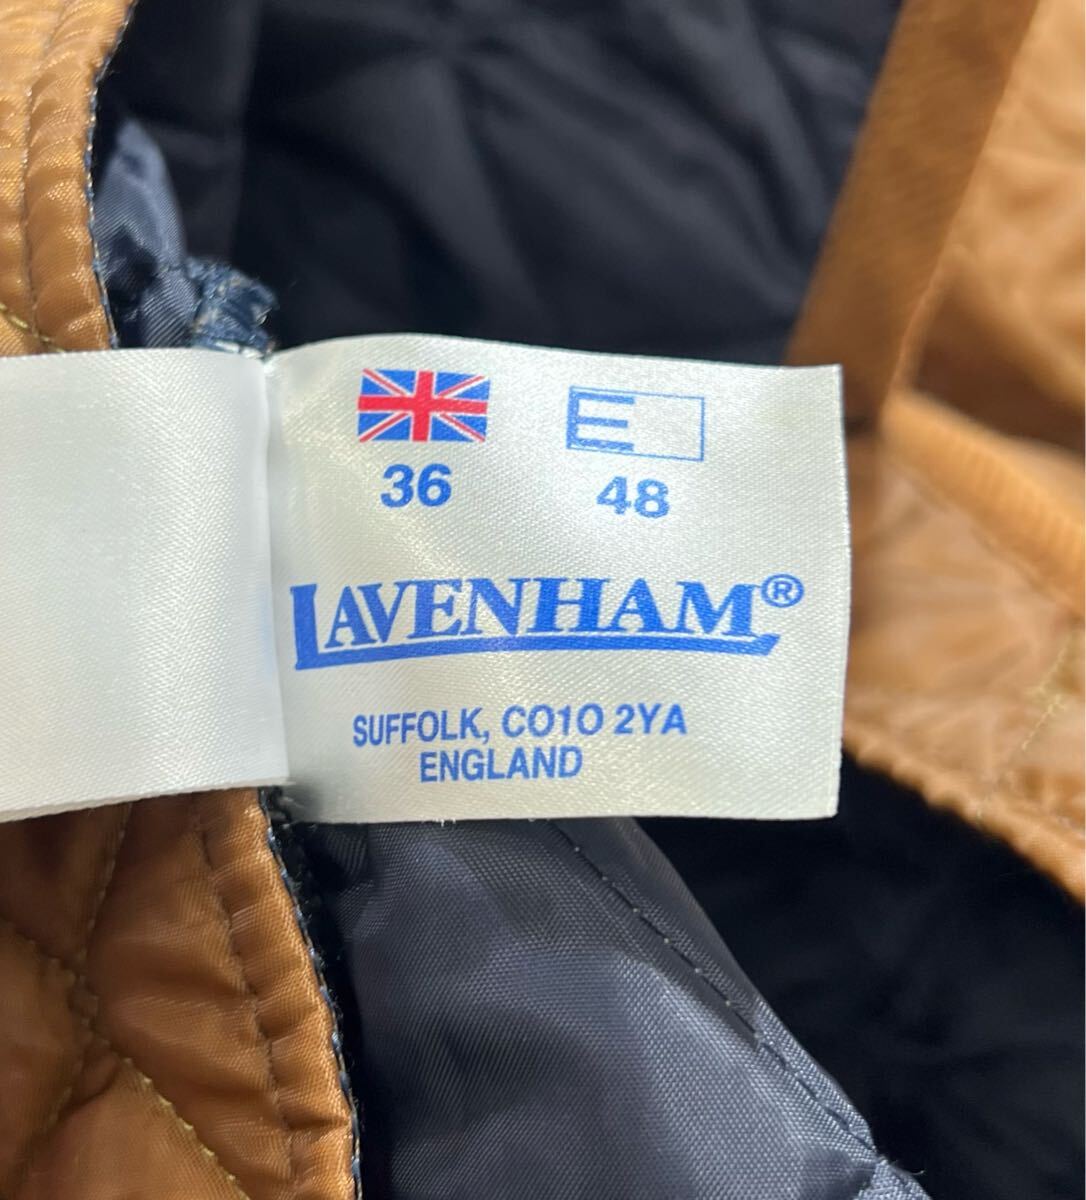 E
36 48
LAVENHAM®
SUFFOLK, CO10 2YA
ENGLAND